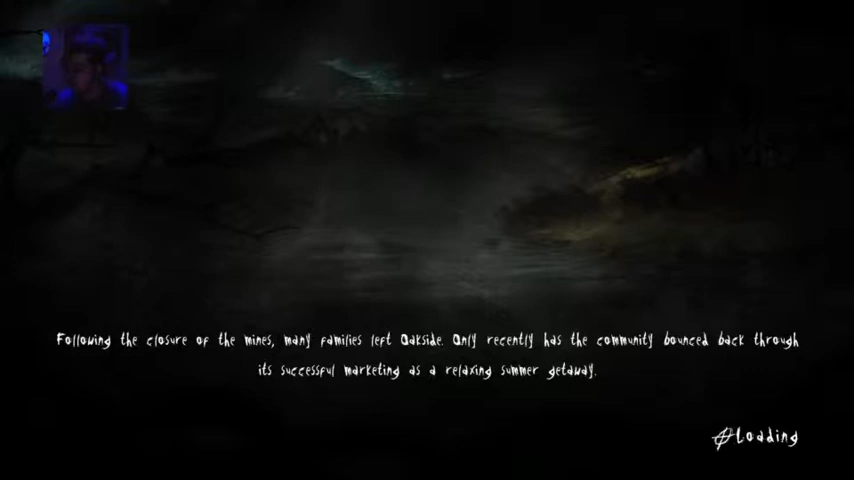 Following the closure of the mines, many families left Oakside. Only recently has the community bounced back through
its successful marketing as a relaxing summer getaway.
Loading